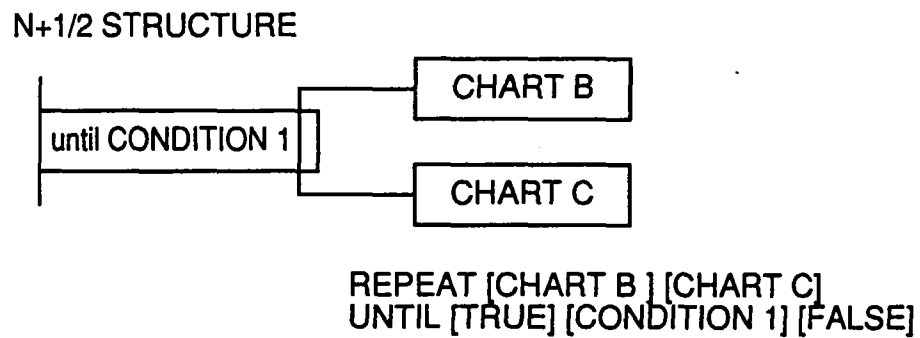 N+1/2 STRUCTURE
CHART B
until CONDITION 1
CHART C
REPEAT [CHART B ] [CHART C]
UNTIL [TRUE] [CONDITION 1] [FALSE]